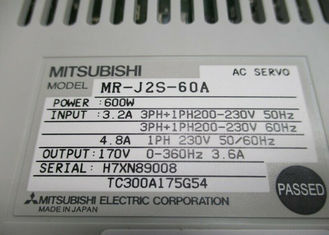 MITSUBISHI AC SERVO
MODEL MR-J2S-60A
POWER : 600W
INPUT : 3.2A 3PH+1PH200-230V 50Hz
3PH+1PH200-230V 60Hz
4.8A 1PH 230V 50/60Hz
OUTPUT: 170V 0-360Hz 3.6A
SERIAL: H7XN89008
TC300A175G54
MITSUBISHI ELECTRIC CORPORATION
MADE IN JAPAN
PASSED